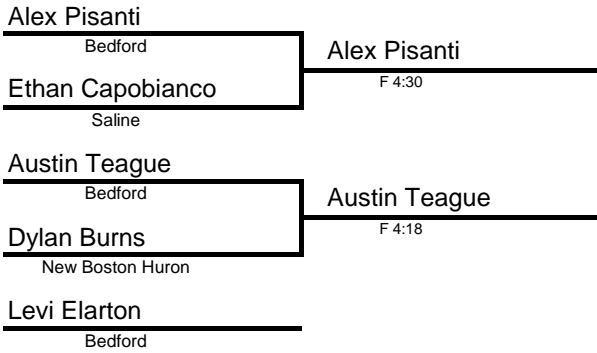 Alex Pisanti
Bedford
Alex Pisanti
F 4:30
Ethan Capobianco
Saline
Austin Teague
Bedford
Austin Teague
F 4:18
Dylan Burns
New Boston Huron
Levi Elarton
Bedford